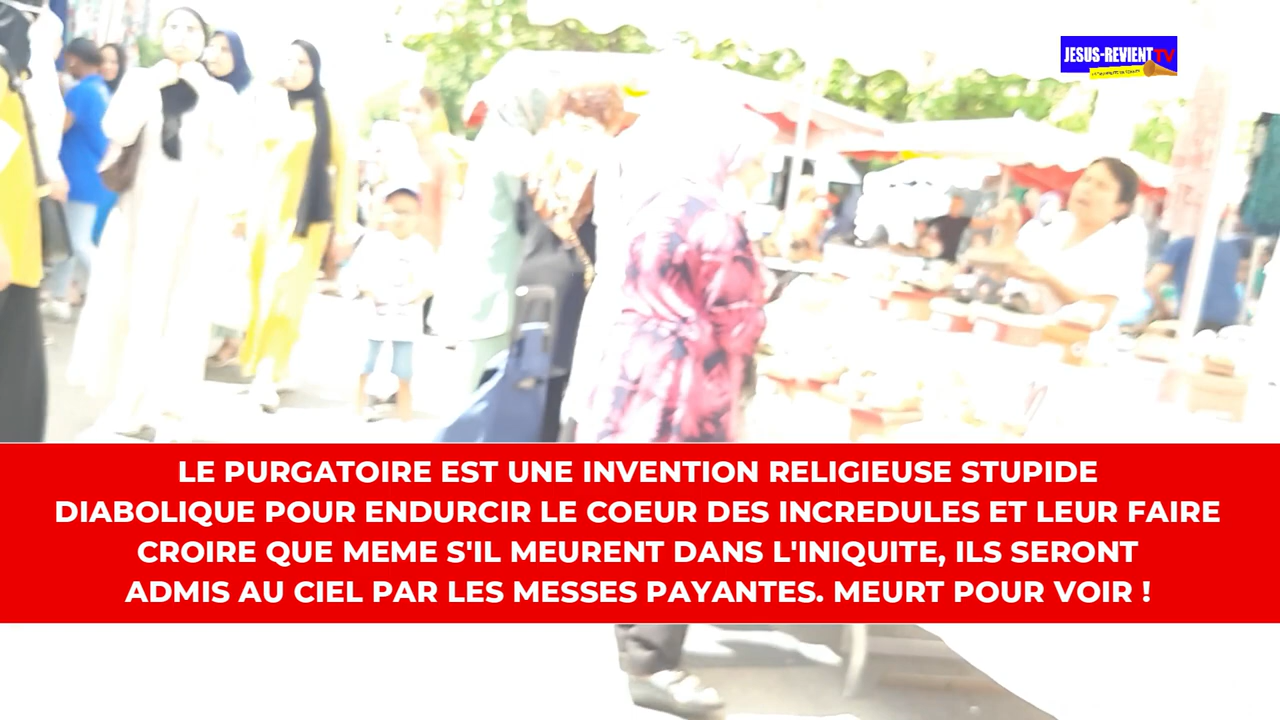 JESUS-REVIENT TV
LE PURGATOIRE EST UNE INVENTION RELIGIEUSE STUPIDE
DIABOLIQUE POUR ENDURCIR LE COEUR DES INCREDULES ET LEUR FAIRE
CROIRE QUE MEME S'IL MEURENT DANS L'INIQUITE, ILS SERONT
ADMIS AU CIEL PAR LES MESSES PAYANTES. MEURT POUR VOIR !